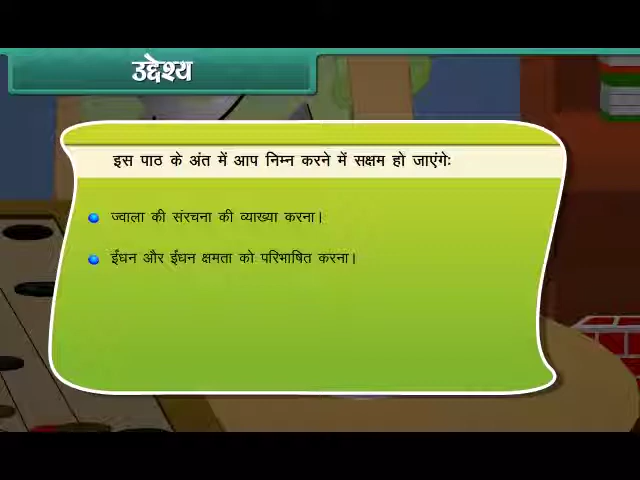 उद्देश्य
इस पाठ के अंत में आप निम्न करने में सक्षम हो जाएंगेः
ज्वाला की संरचना की व्याख्या करना।
ईंधन और ईंधन क्षमता को परिभाषित करना।